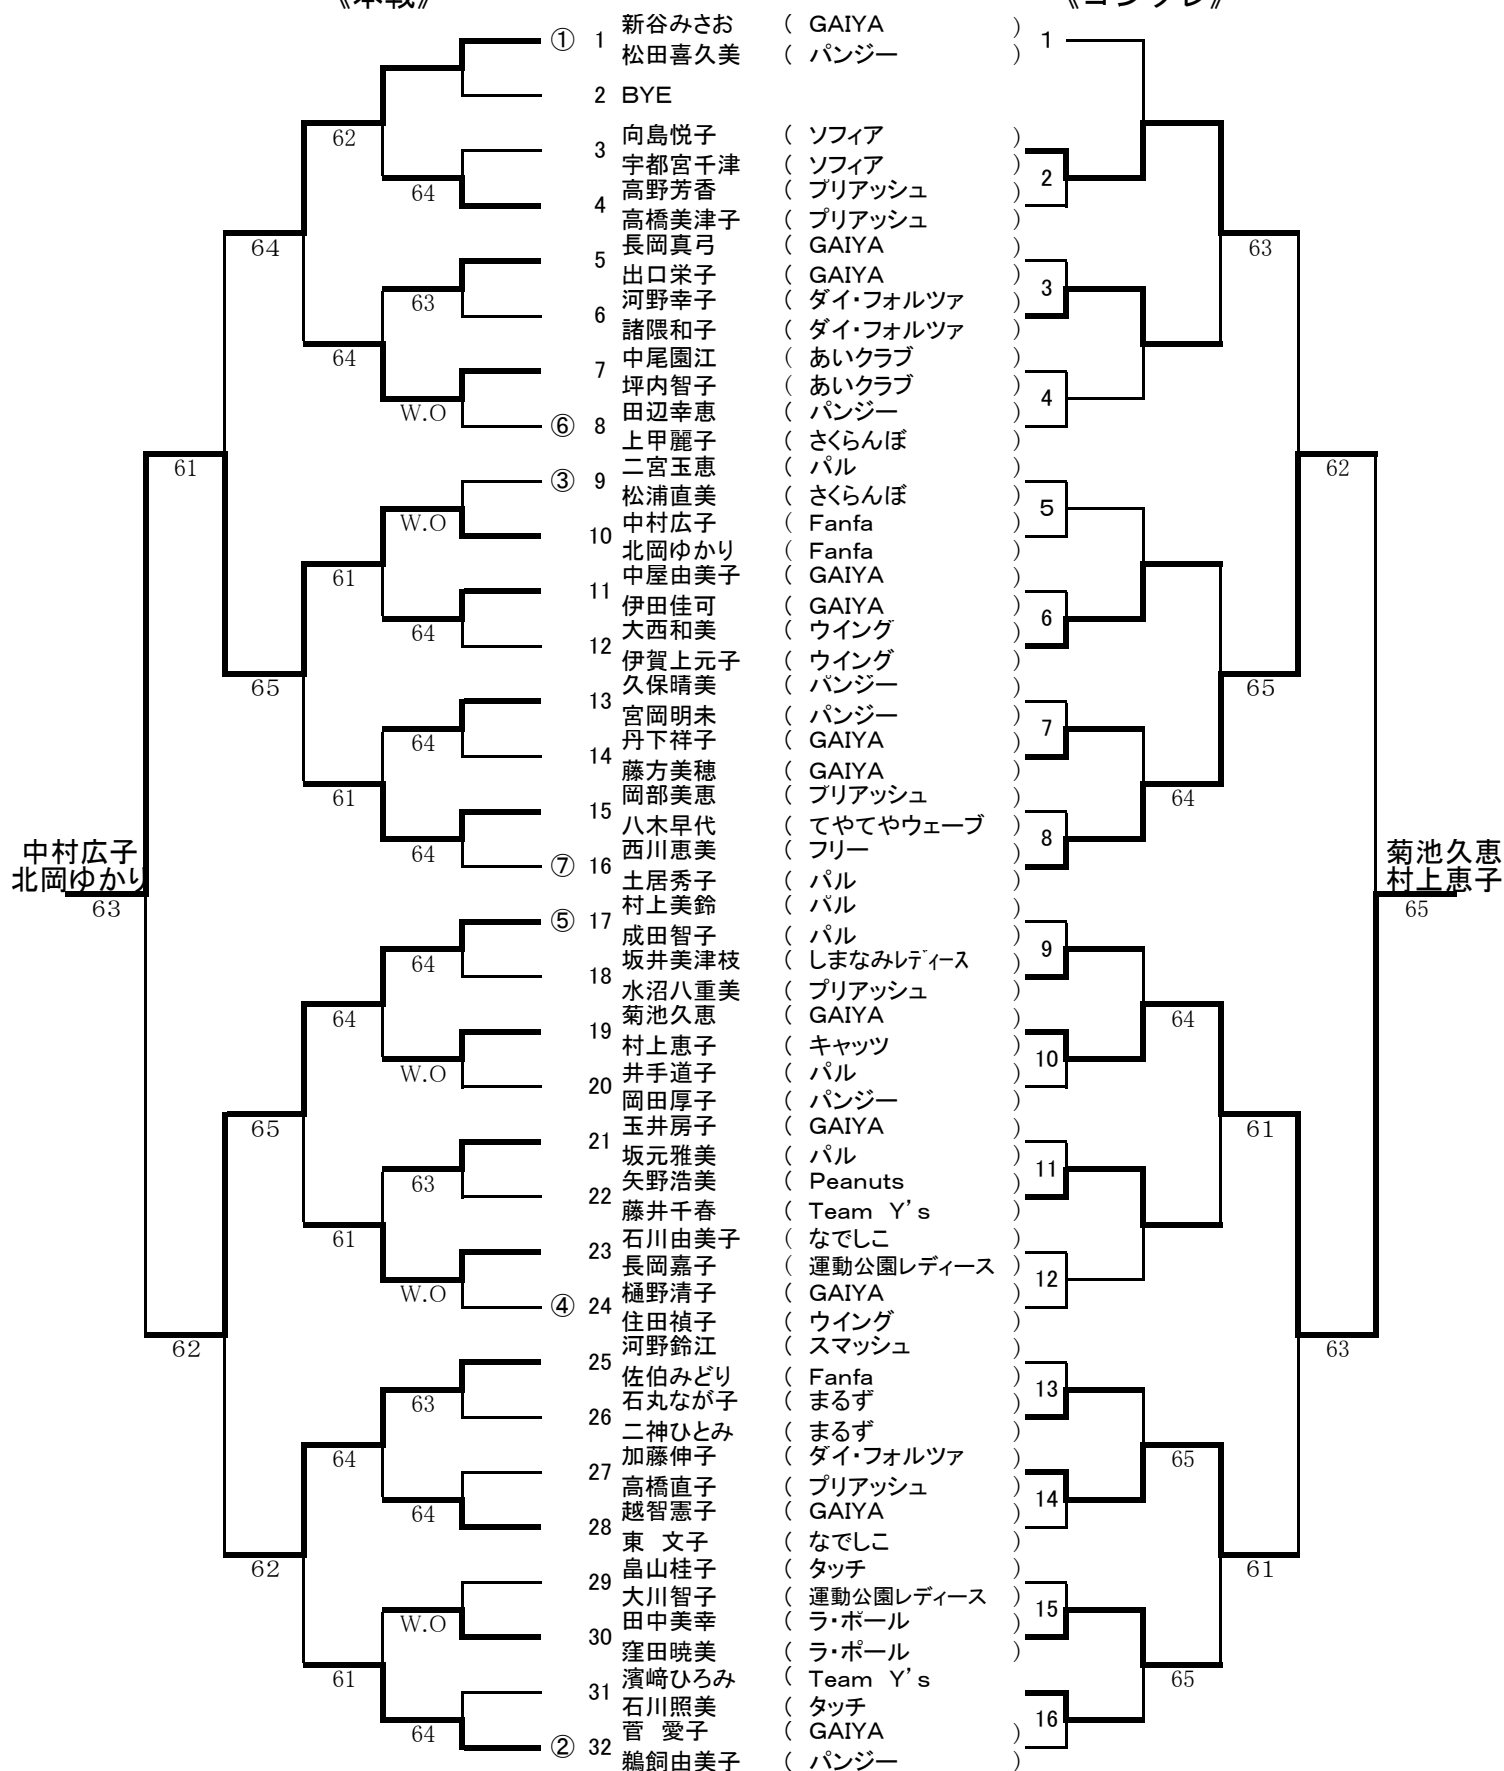 《本戦》 《コンソレ》
① 1 新谷みさお ( GAIYA ) 1
松田喜久美 ( パンジー )
2 BYE
62
3 向島悦子 ( ソフィア )
宇都宮千津 ( ソフィア ) 2
64
4 高野芳香 ( プリアッシュ )
高橋美津子 ( プリアッシュ )
64 63
5 長岡真弓 ( GAIYA )
出口栄子 ( GAIYA ) 3
63
6 河野幸子 ( ダイ・フォルツァ )
諸隈和子 ( ダイ・フォルツァ )
64
7 中尾園江 ( あいクラブ )
坪内智子 ( あいクラブ ) 4
W.O
⑥ 8 田辺幸恵 ( パンジー )
上甲麗子 ( さくらんぼ )
61 62
③ 9 二宮玉恵 ( パル )
松浦直美 ( さくらんぼ ) 5
W.O
10 中村広子 ( Fanfa )
北岡ゆかり ( Fanfa )
61
11 中屋由美子 ( GAIYA )
伊田佳可 ( GAIYA ) 6
64
12 大西和美 ( ウイング )
伊賀上元子 ( ウイング )
65 65
13 久保晴美 ( パンジー )
宮岡明未 ( パンジー ) 7
64
14 丹下祥子 ( GAIYA )
藤方美穂 ( GAIYA )
61 64
15 岡部美恵 ( プリアッシュ )
八木早代 ( てやてやウェーブ ) 8
64
⑦ 16 西川恵美 ( フリー )
土居秀子 ( パル )
中村広子
北岡ゆかり
63
菊池久恵
村上恵子
65
⑤ 17 村上美鈴 ( パル )
成田智子 ( パル ) 9
64
18 坂井美津枝 ( しまなみレディース )
水沼八重美 ( プリアッシュ )
64 64
19 菊池久恵 ( GAIYA )
村上恵子 ( キャッツ ) 10
W.O
20 井手道子 ( パル )
岡田厚子 ( パンジー )
65 61
21 玉井房子 ( GAIYA )
坂元雅美 ( パル ) 11
63
22 矢野浩美 ( Peanuts )
藤井千春 ( Team Y's )
61
23 石川由美子 ( なでしこ )
長岡嘉子 ( 運動公園レディース ) 12
W.O
④ 24 樋野清子 ( GAIYA )
住田禎子 ( ウイング )
62 63
25 河野鈴江 ( スマッシュ )
佐伯みどり ( Fanfa ) 13
63
26 石丸なが子 ( まるず )
二神ひとみ ( まるず )
64 65
27 加藤伸子 ( ダイ・フォルツァ )
高橋直子 ( プリアッシュ ) 14
64
28 越智憲子 ( GAIYA )
東 文子 ( なでしこ )
62 61
29 畠山桂子 ( タッチ )
大川智子 ( 運動公園レディース ) 15
W.O
30 田中美幸 ( ラ・ポール )
窪田暁美 ( ラ・ポール )
61 65
31 濱﨑ひろみ ( Team Y's
石川照美 ( タッチ 16
64
② 32 菅 愛子 ( GAIYA )
鵜飼由美子 ( パンジー )